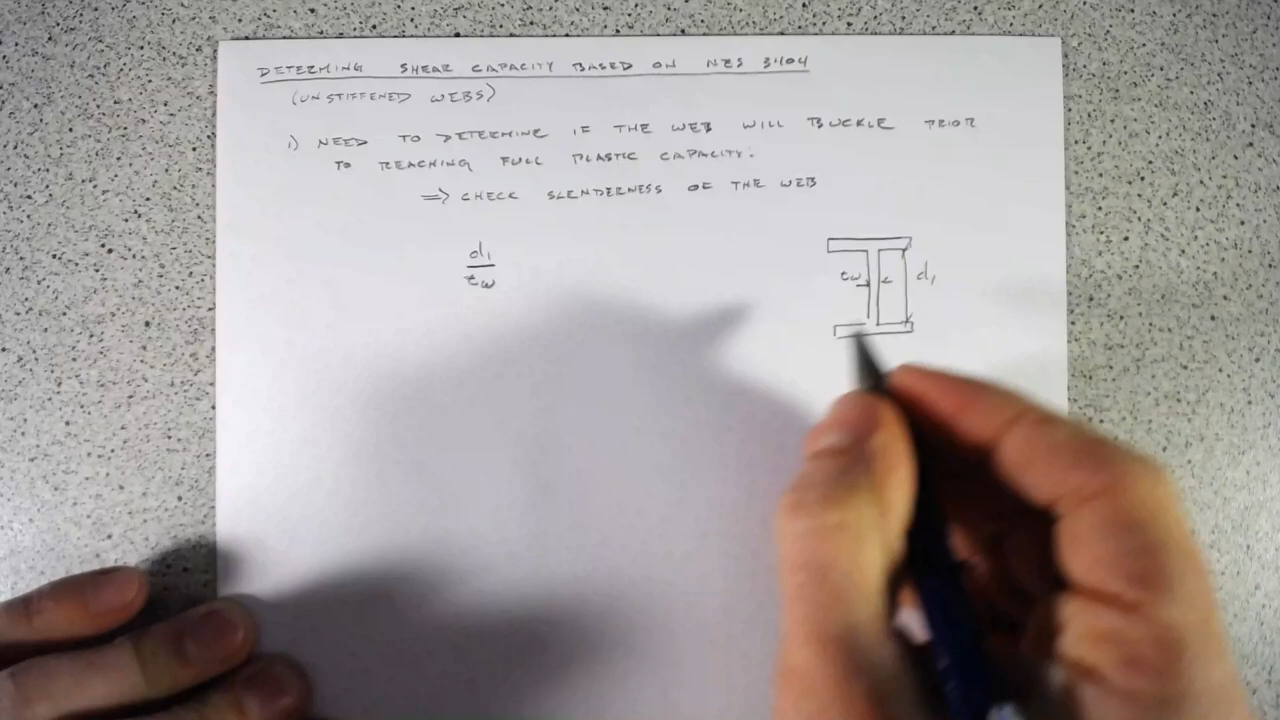 DETERMING SHEAR CAPACITY BASED ON NZS 3404
(UNSTIFFENED WEBS)
1) NEED TO DETERMINE IF THE WEB WILL BUCKLE PRIOR
TO REACHING FULL PLASTIC CAPACITY.
⇒ CHECK SLENDERNESS OF THE WEB
d1
tw
tw
d1